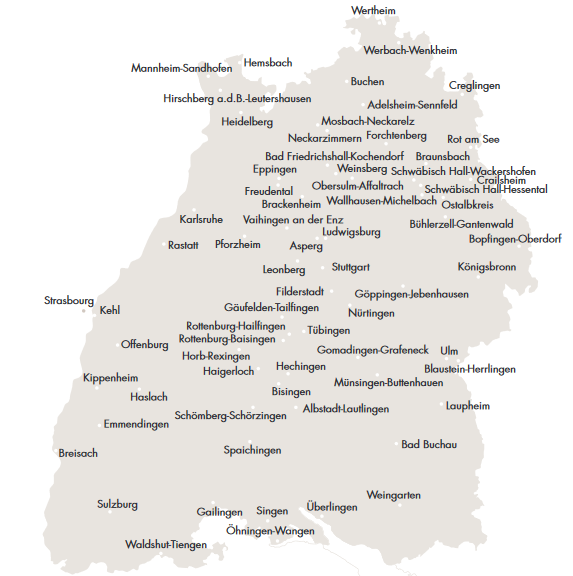 Wertheim
Werbach-Wenkheim
Hemsbach
Mannheim-Sandhofen
Buchen
Creglingen
Hirschberg a.d.B.-Leutershausen
Adelsheim-Sennfeld
Heidelberg
Mosbach-Neckarelz
Neckarzimmern
Forchtenberg
Rot am See
Bad Friedrichshall-Kochendorf
Braunsbach
Eppingen
Weinsberg
Schwäbisch Hall-Wackershofen
Crailsheim
Freudental
Obersulm-Affaltrach
Schwäbisch Hall-Hessental
Brackenheim
Wallhausen-Michelbach
Ostalbkreis
Karlsruhe
Vaihingen an der Enz
Bühlerzell-Gantenwald
Ludwigsburg
Rastatt
Pforzheim
Asperg
Bopfingen-Oberdorf
Leonberg
Stuttgart
Königsbronn
Filderstadt
Göppingen-Jebenhausen
Strasbourg
Kehl
Gäufelden-Tailfingen
Nürtingen
Rottenburg-Hailfingen
Tübingen
Rottenburg-Baisingen
Offenburg
Horb-Rexingen
Gomadingen-Grafeneck
Ulm
Haigerloch
Hechingen
Blaustein-Herrlingen
Kippenheim
Münsingen-Buttenhauen
Haslach
Bisingen
Schömberg-Schörzingen
Albstadt-Lautlingen
Laupheim
Emmendingen
Breisach
Spaichingen
Bad Buchau
Weingarten
Sulzburg
Gailingen
Singen
Überlingen
Öhningen-Wangen
Waldshut-Tiengen